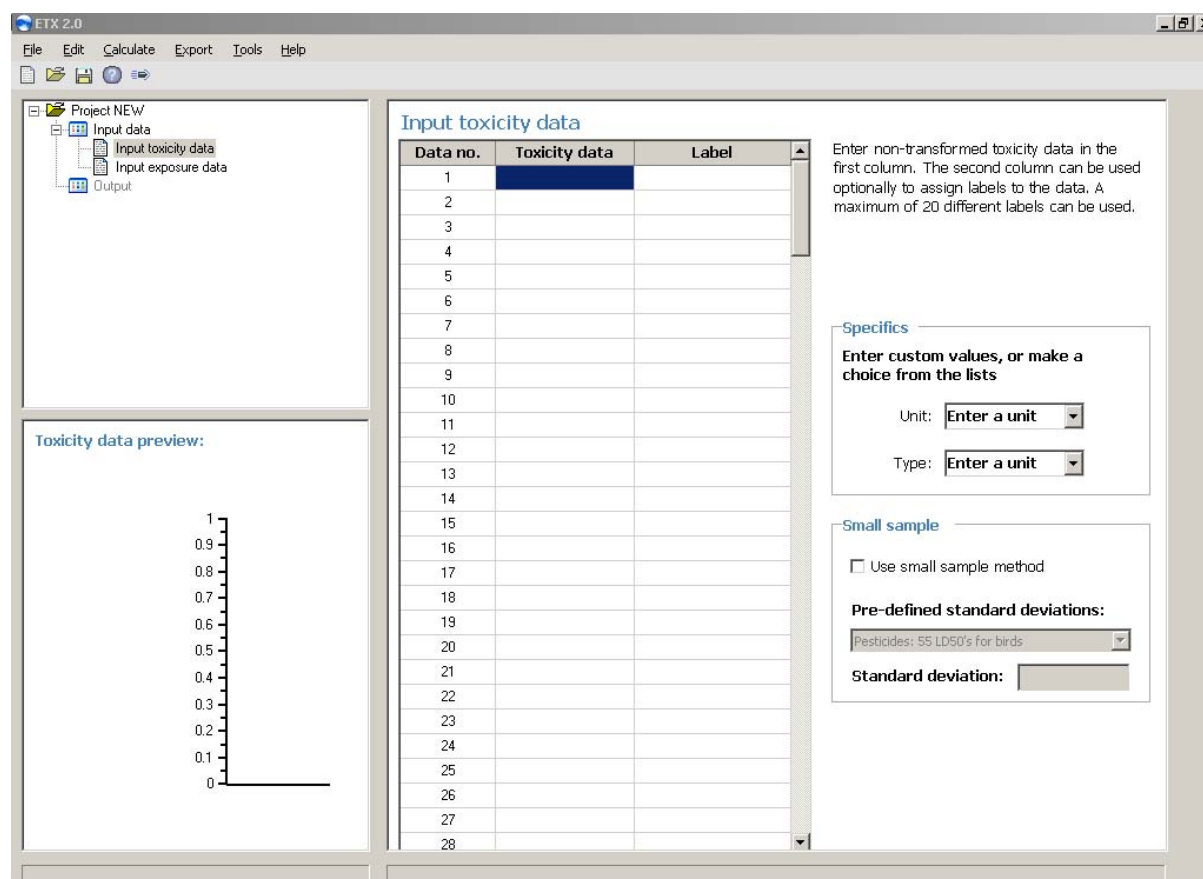 ETX 2.0
File Edit Calculate Export Tools Help
Project NEW
Input data
Input toxicity data
Input exposure data
Output
Toxicity data preview:
1
0.9
0.8
0.7
0.6
0.5
0.4
0.3
0.2
0.1
0
Input toxicity data
Data no. Toxicity data Label
1
2
3
4
5
6
7
8
9
10
11
12
13
14
15
16
17
18
19
20
21
22
23
24
25
26
27
28
Enter non-transformed toxicity data in the
first column. The second column can be used
optionally to assign labels to the data. A
maximum of 20 different labels can be used.
Specifics
Enter custom values, or make a
choice from the lists
Unit: Enter a unit
Type: Enter a unit
Small sample
Use small sample method
Pre-defined standard deviations:
Pesticides: 55 LD50's for birds
Standard deviation: